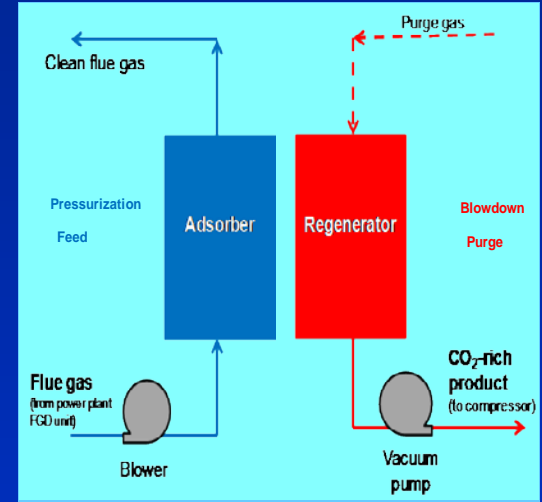 Purge gas
Clean flue gas
Pressurization
Feed
Adsorber
Regenerator
Blowdown
Purge
Flue gas
(from power plant
FGD unit)
Blower
CO₂-rich
product
(to compressor)
Vacuum
pump